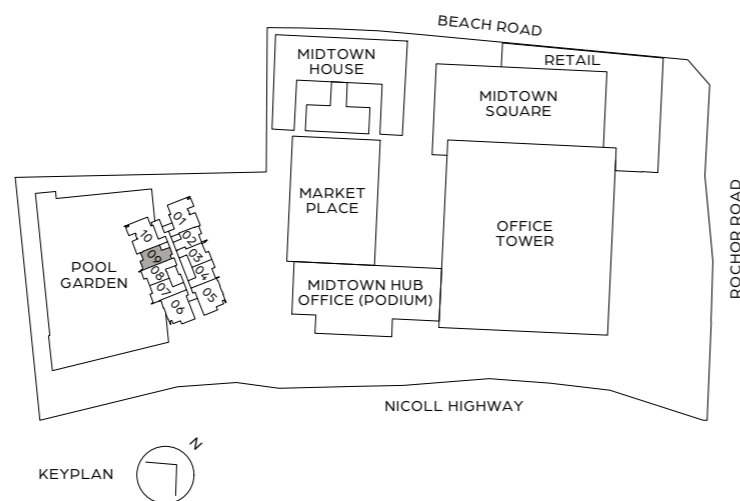 BEACH ROAD
MIDTOWN
HOUSE
RETAIL
MIDTOWN
SQUARE
MARKET
PLACE
OFFICE
TOWER
ROCHOR ROAD
01
02
03
04
05
10
09
08
07
06
POOL
GARDEN
MIDTOWN HUB
OFFICE (PODIUM)
NICOLL HIGHWAY
KEYPLAN
N